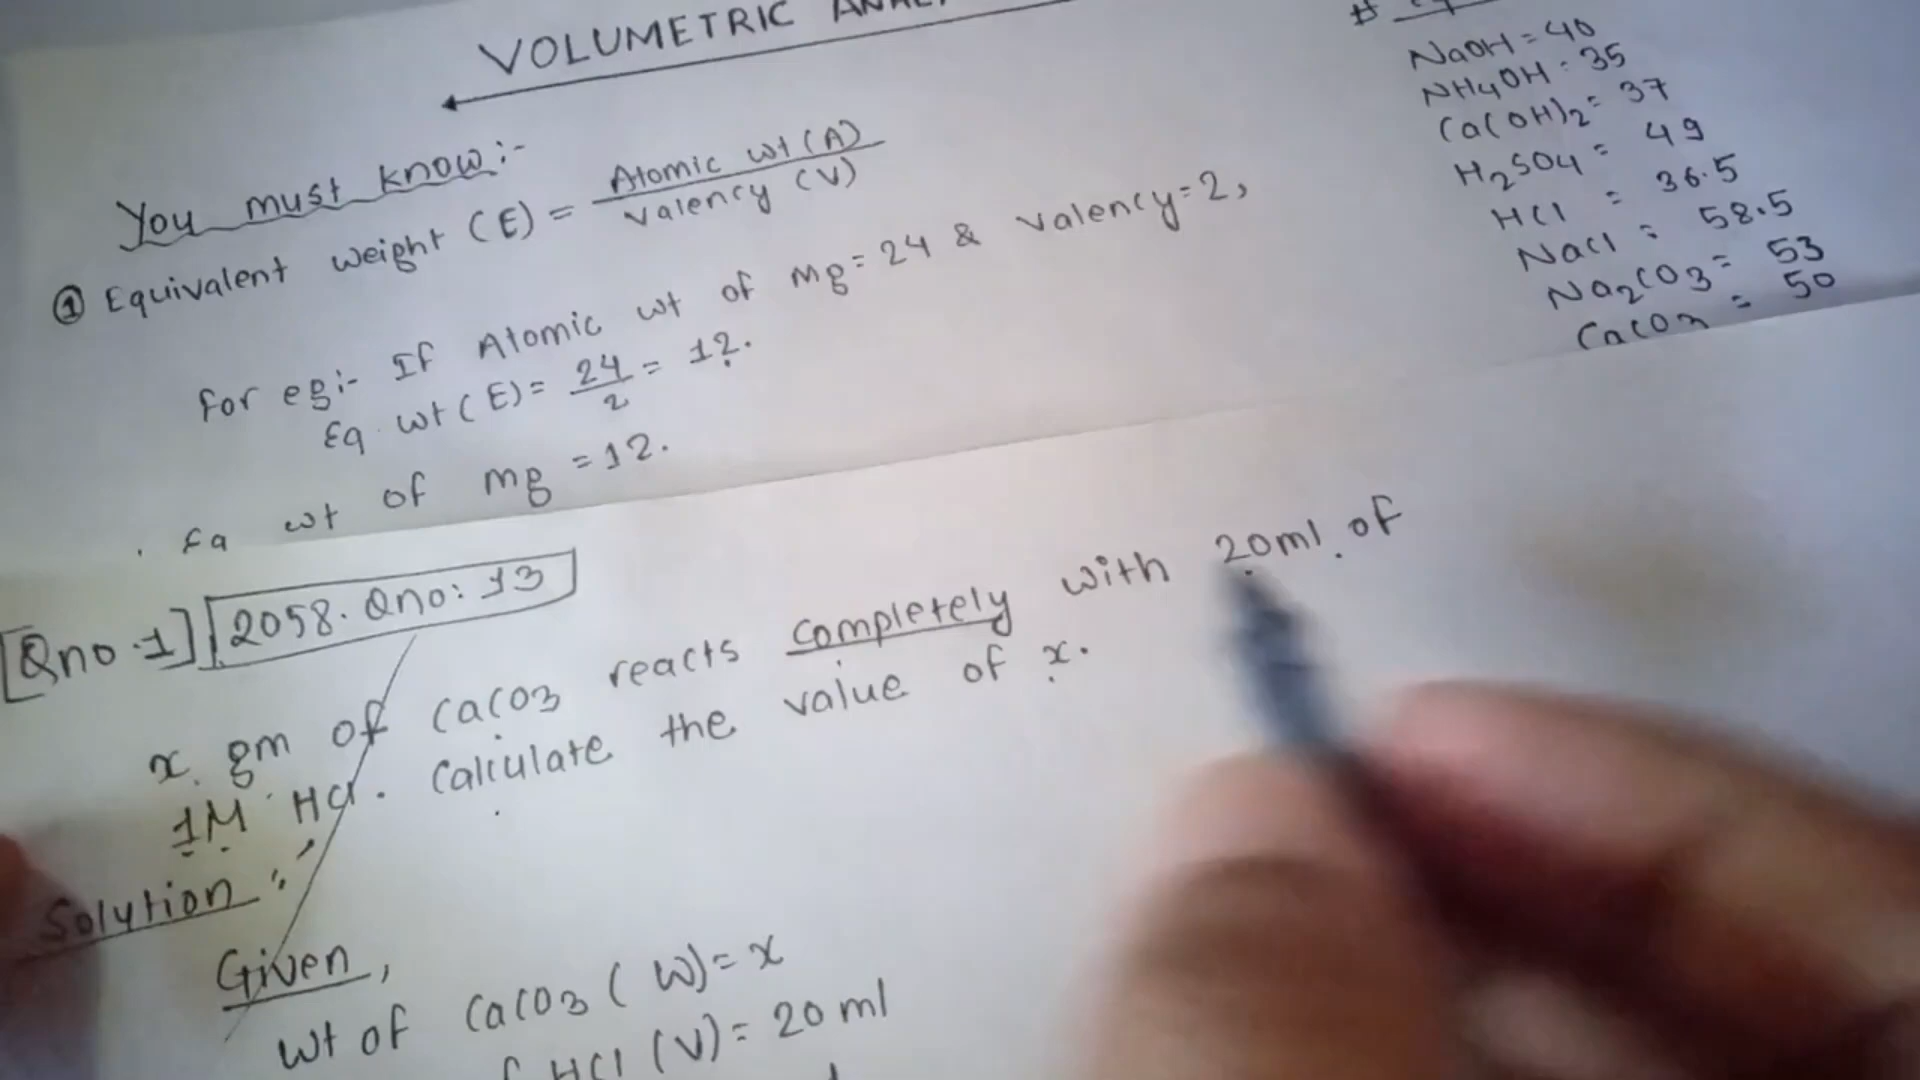 VOLUMETRIC
You must know:-
① Equivalent weight (E) = Atomic wt (A) / Valency (V)
for eg:- If Atomic wt of mg = 24 & valency = 2,
Eq. wt (E) = 24/2 = 12.
. Eq wt of mg = 12.
[Qno.1] 2058. Qno: 13
x gm of CaCO3 reacts completely with 20ml of
1M HCl. Calculate the value of x.
Solution:
Given,
wt of CaCO3 (W) = x
HCl (V) = 20 ml
NaOH = 40
NH4OH = 35
Ca(OH)2 = 37
H2SO4 = 49
HCl = 36.5
NaCl = 58.5
Na2CO3 = 53
CaCO3 = 50